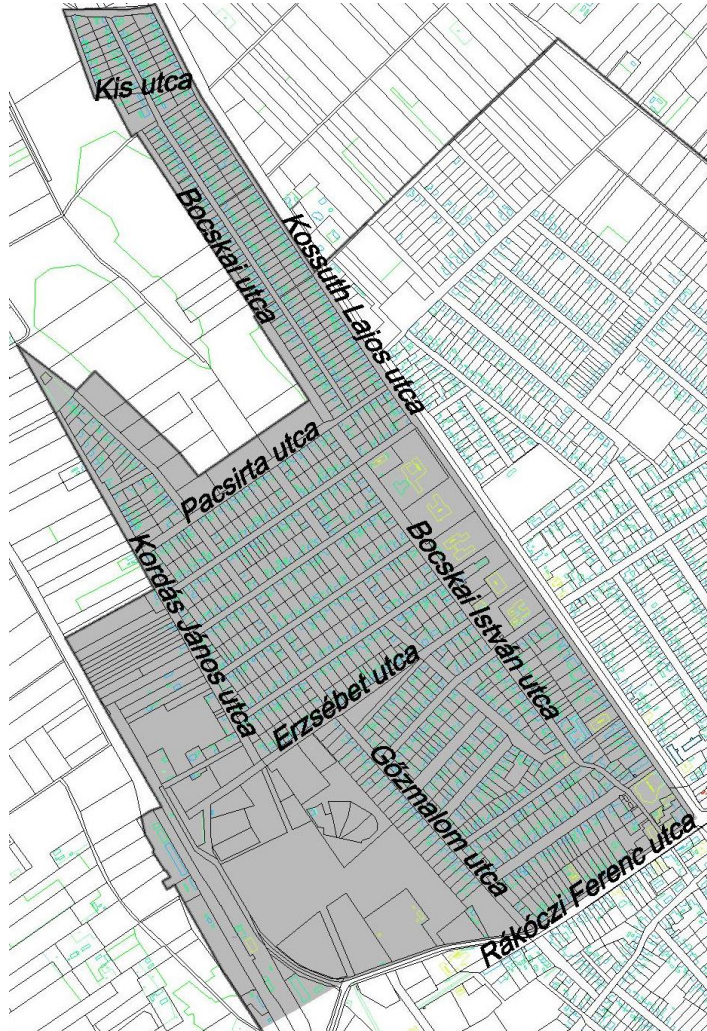 Kis utca
Bocskai utca
Kossuth Lajos utca
Pacsirta utca
Kordás János utca
Bocskai István utca
Erzsébet utca
Gőzmalom utca
Rákóczi Ferenc utca